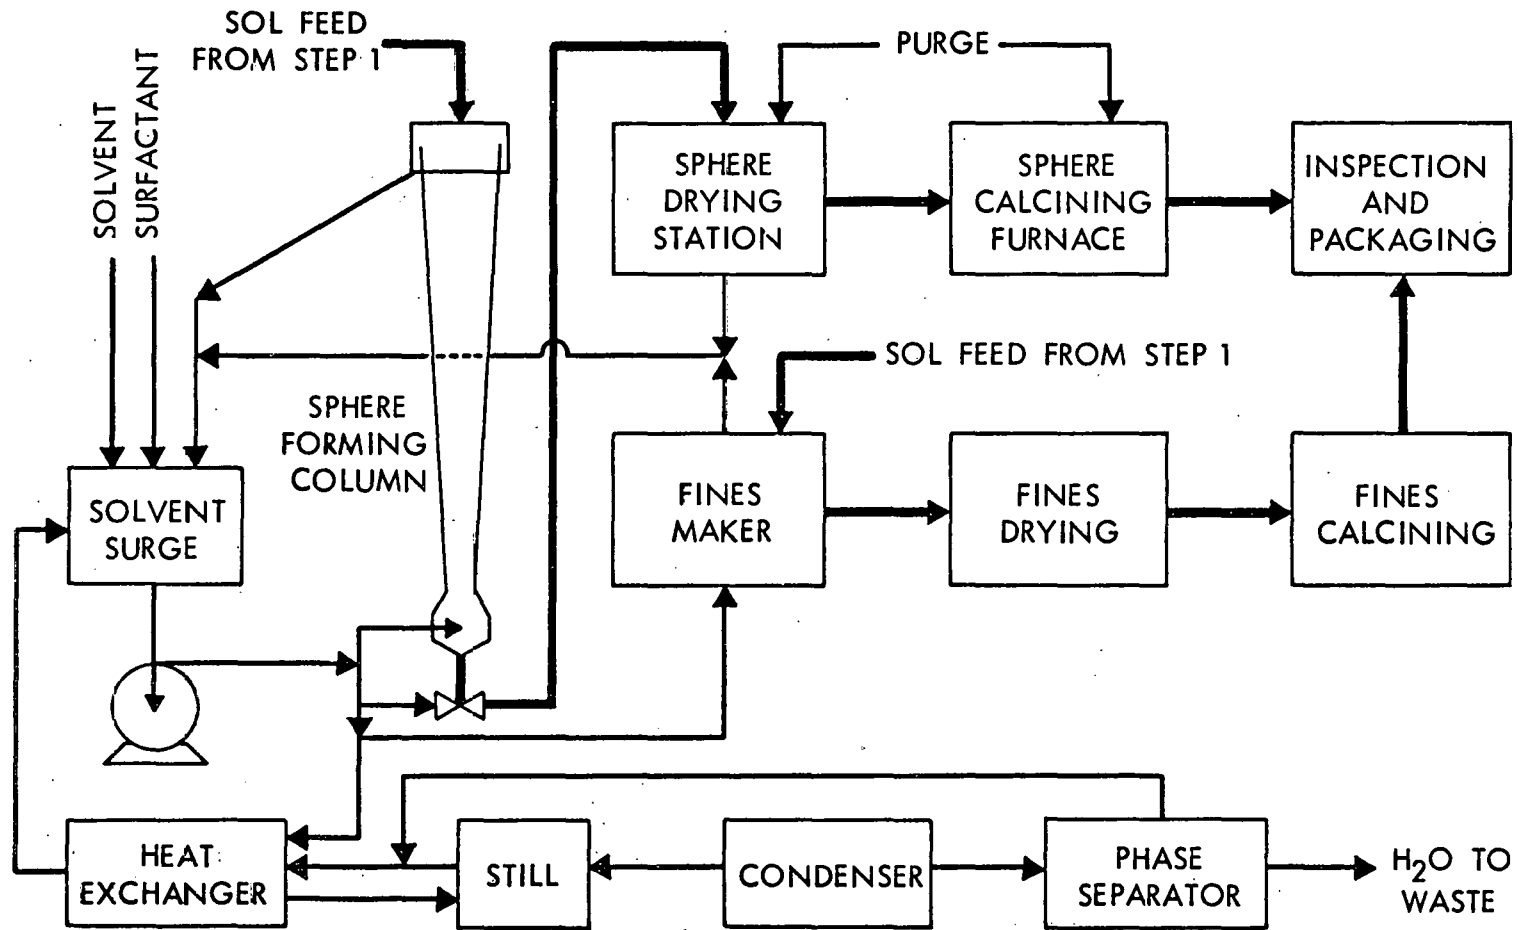 SOL FEED
FROM STEP 1
PURGE
SOLVENT
SURFACTANT
SPHERE
DRYING
STATION
SPHERE
CALCINING
FURNACE
INSPECTION
AND
PACKAGING
SOL FEED FROM STEP 1
SPHERE
FORMING
COLUMN
SOLVENT
SURGE
FINES
MAKER
FINES
DRYING
FINES
CALCINING
HEAT
EXCHANGER
STILL
CONDENSER
PHASE
SEPARATOR
H₂O TO
WASTE